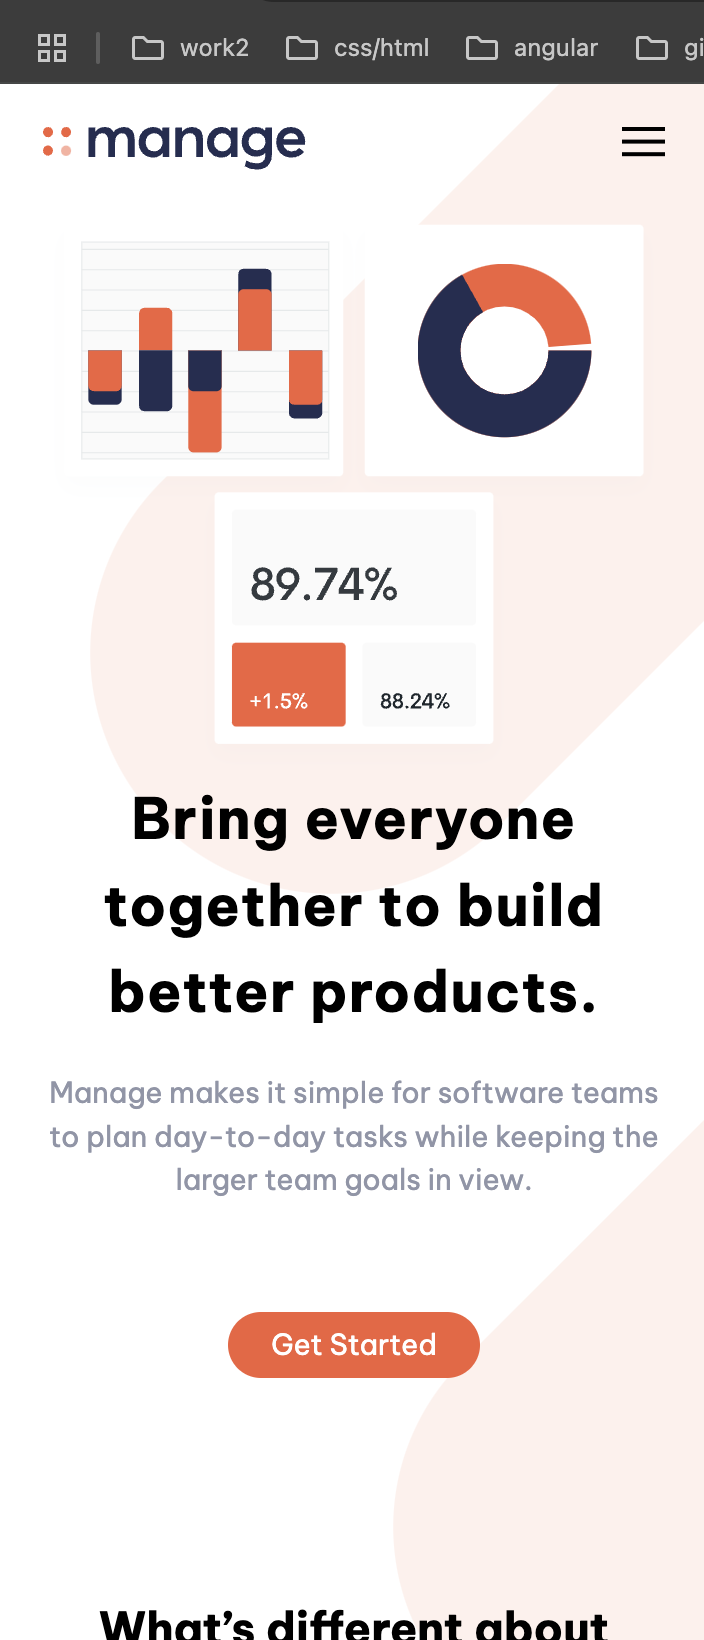 work2 css/html angular gi
manage
89.74%
+1.5% 88.24%
Bring everyone
together to build
better products.
Manage makes it simple for software teams
to plan day-to-day tasks while keeping the
larger team goals in view.
Get Started
What's different about